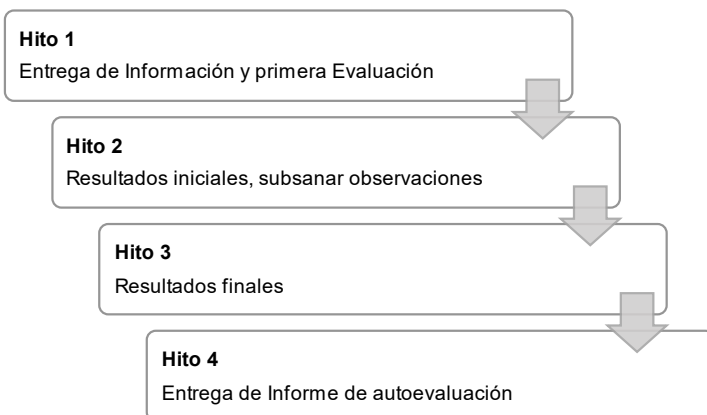 Hito 1
Entrega de Información y primera Evaluación
Hito 2
Resultados iniciales, subsanar observaciones
Hito 3
Resultados finales
Hito 4
Entrega de Informe de autoevaluación